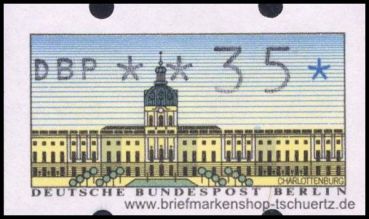 DBP * * 35 *
CHARLOTTENBURG
DEUTSCHE BUNDESPOST BERLIN
www.briefmarkenshop-tschuertz.de